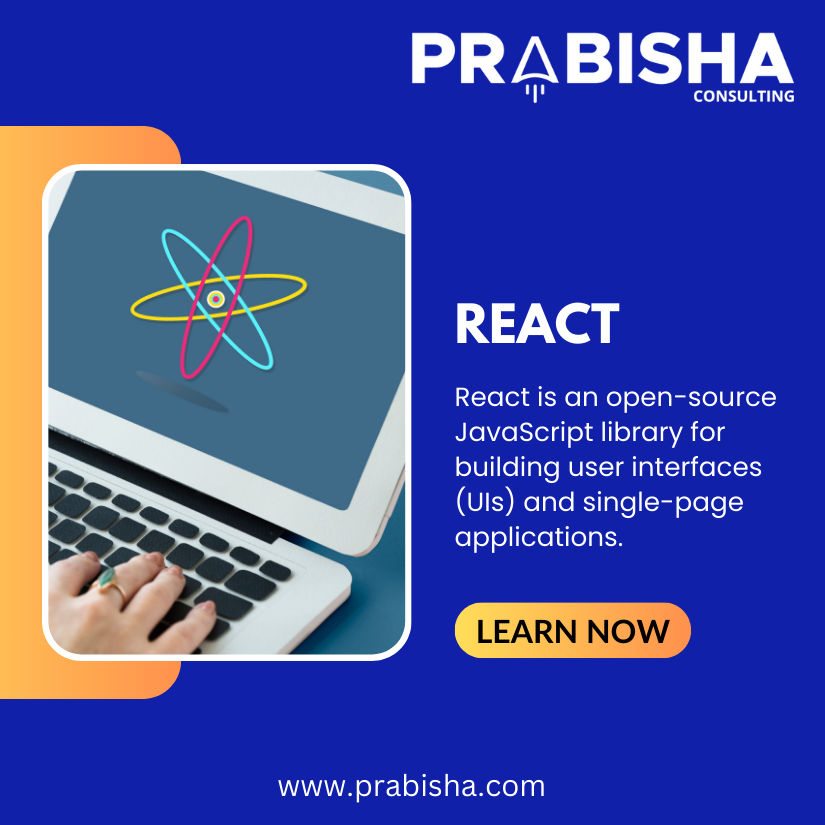 PRABISHA
CONSULTING
REACT
React is an open-source
JavaScript library for
building user interfaces
(UIs) and single-page
applications.
LEARN NOW
www.prabisha.com